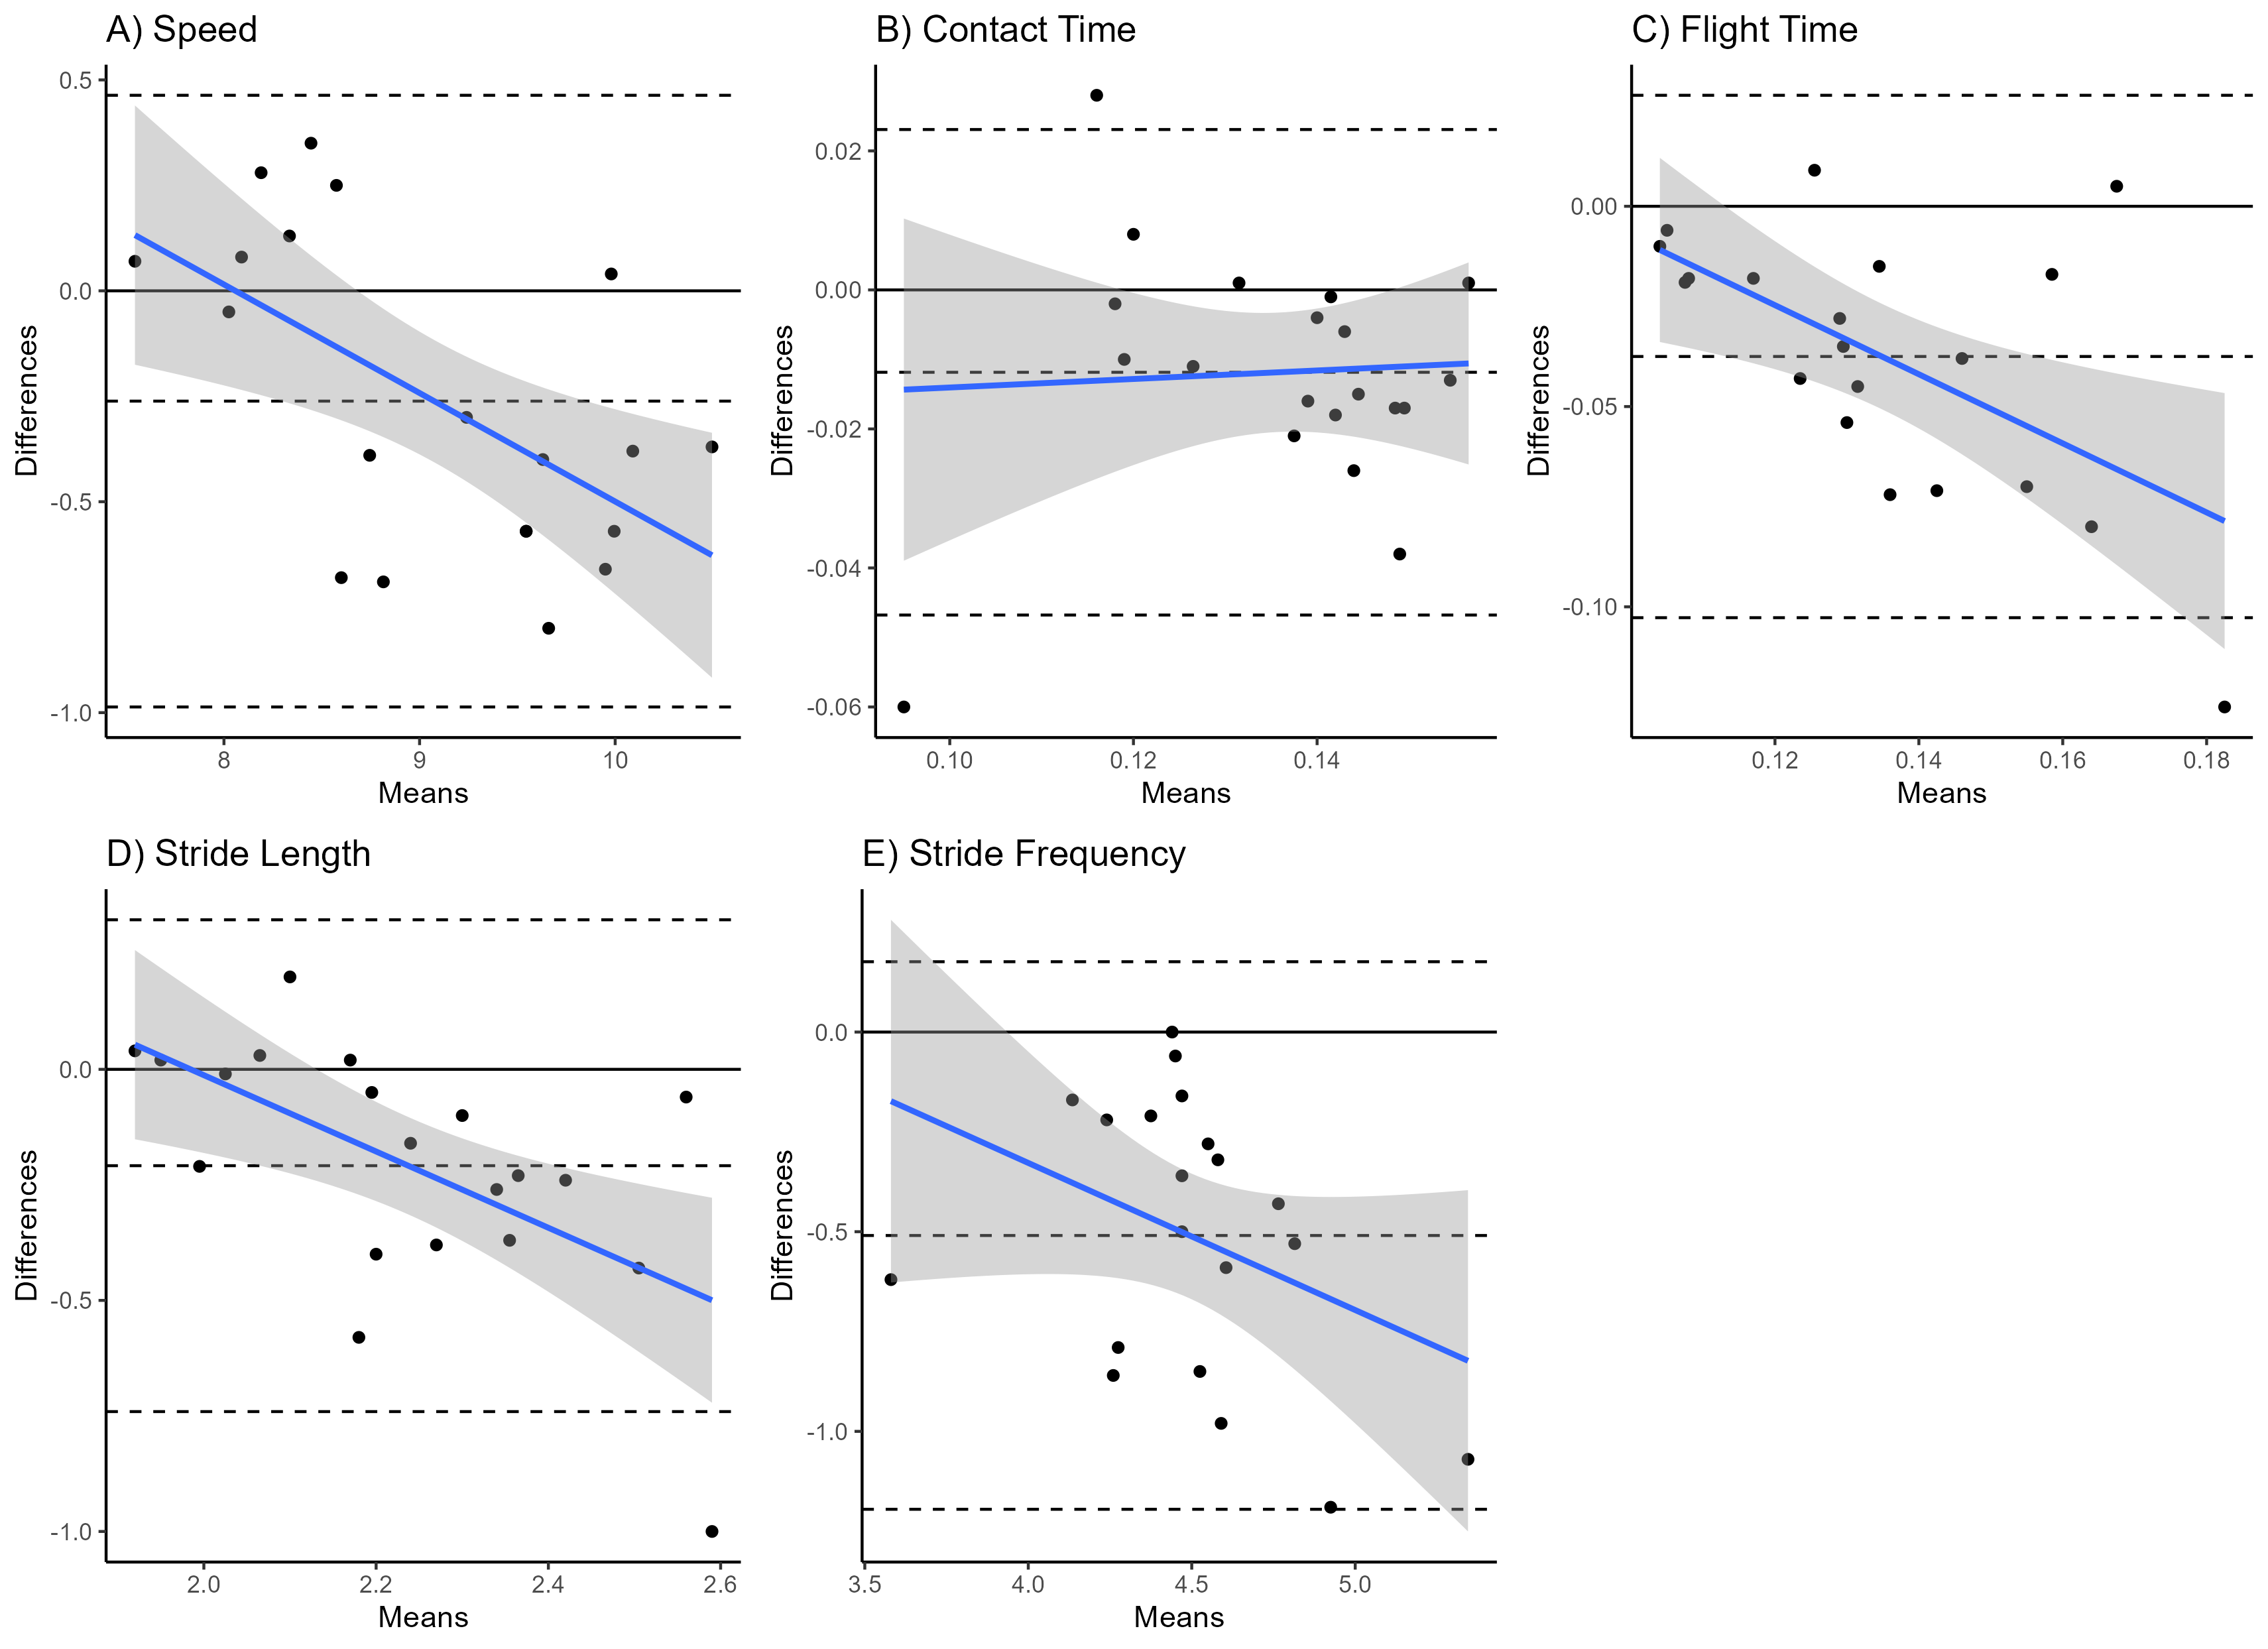 A) Speed
0.5
0.0
-0.5
-1.0
Differences
8 9 10
Means
B) Contact Time
0.02
0.00
-0.02
-0.04
-0.06
Differences
0.10 0.12 0.14
Means
C) Flight Time
0.00
-0.05
-0.10
Differences
0.12 0.14 0.16 0.18
Means
D) Stride Length
0.0
-0.5
-1.0
Differences
2.0 2.2 2.4 2.6
Means
E) Stride Frequency
0.0
-0.5
-1.0
Differences
3.5 4.0 4.5 5.0
Means